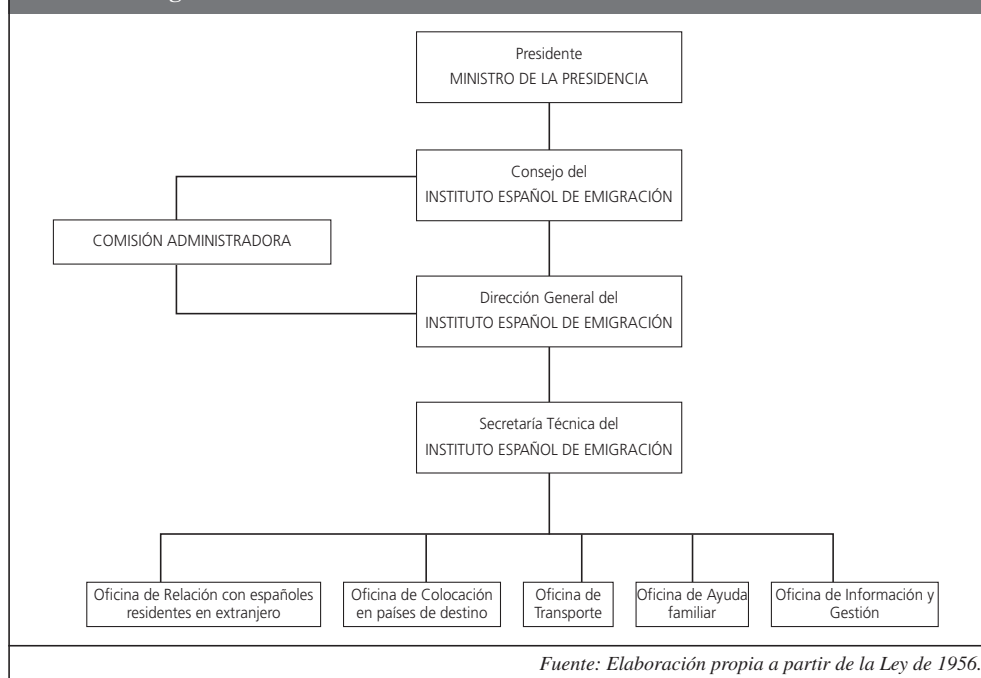 Presidente
MINISTRO DE LA PRESIDENCIA
Consejo del
INSTITUTO ESPAÑOL DE EMIGRACIÓN
COMISIÓN ADMINISTRADORA
Dirección General del
INSTITUTO ESPAÑOL DE EMIGRACIÓN
Secretaría Técnica del
INSTITUTO ESPAÑOL DE EMIGRACIÓN
Oficina de Relación con españoles
residentes en extranjero
Oficina de Colocación
en países de destino
Oficina de
Transporte
Oficina de Ayuda
familiar
Oficina de Información y
Gestión
Fuente: Elaboración propia a partir de la Ley de 1956.